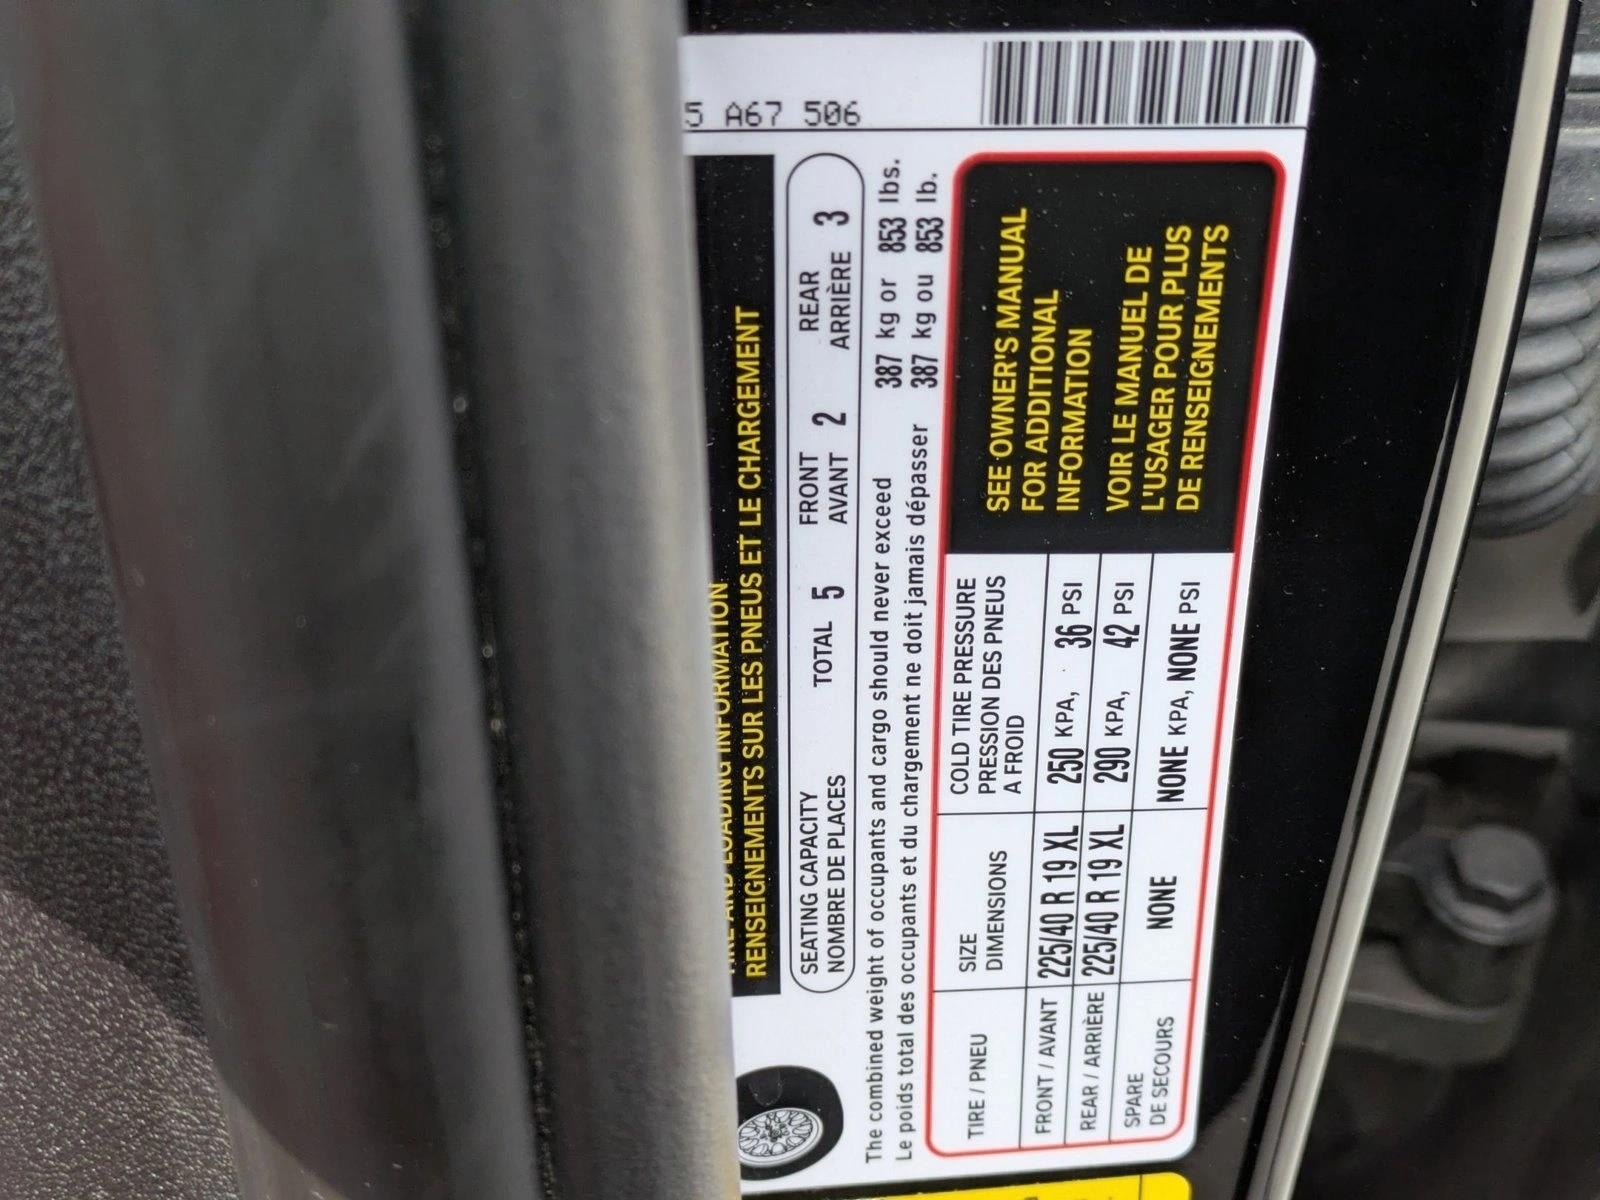 5 A67 506
TIRE AND LOADING INFORMATION
RENSEIGNEMENTS SUR LES PNEUS ET LE CHARGEMENT
SEATING CAPACITY TOTAL 5 FRONT 2 REAR 3
NOMBRE DE PLACES AVANT ARRIÈRE
The combined weight of occupants and cargo should never exceed 387 kg or 853 lbs.
Le poids total des occupants et du chargement ne doit jamais dépasser 387 kg ou 853 lb.
TIRE / PNEU
SIZE
DIMENSIONS
COLD TIRE PRESSURE
PRESSION DES PNEUS
A FROID
FRONT / AVANT 225/40 R 19 XL 250 KPA, 36 PSI
REAR / ARRIÈRE 225/40 R 19 XL 290 KPA, 42 PSI
SPARE
DE SECOURS NONE NONE KPA, NONE PSI
SEE OWNER'S MANUAL
FOR ADDITIONAL
INFORMATION
VOIR LE MANUEL DE
L'USAGER POUR PLUS
DE RENSEIGNEMENTS